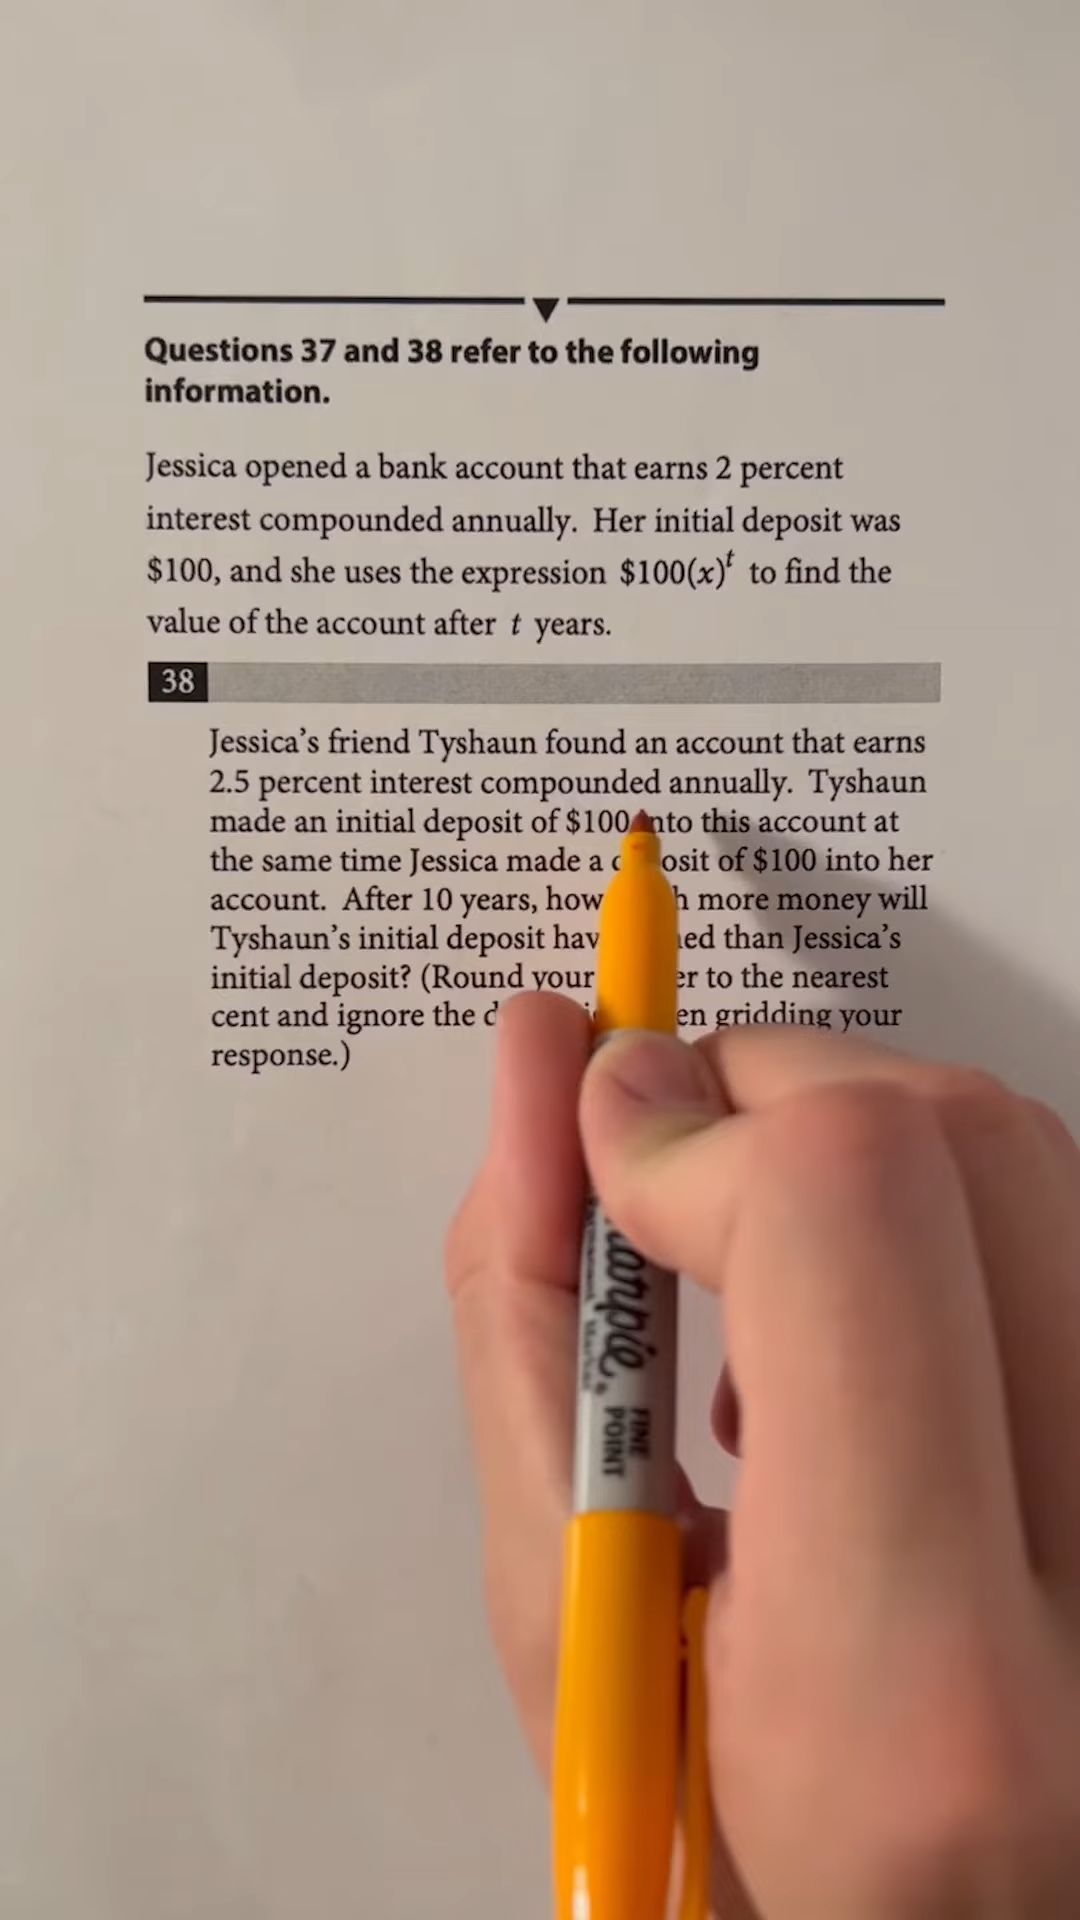 Questions 37 and 38 refer to the following
information.
Jessica opened a bank account that earns 2 percent
interest compounded annually. Her initial deposit was
$100, and she uses the expression $100(x)^t to find the
value of the account after t years.
38
Jessica's friend Tyshaun found an account that earns
2.5 percent interest compounded annually. Tyshaun
made an initial deposit of $100 into this account at
the same time Jessica made a osit of $100 into her
account. After 10 years, how more money will
Tyshaun's initial deposit hav ned than Jessica's
initial deposit? (Round your er to the nearest
cent and ignore the d en gridding your
response.)
Sharpie
FINE
POINT